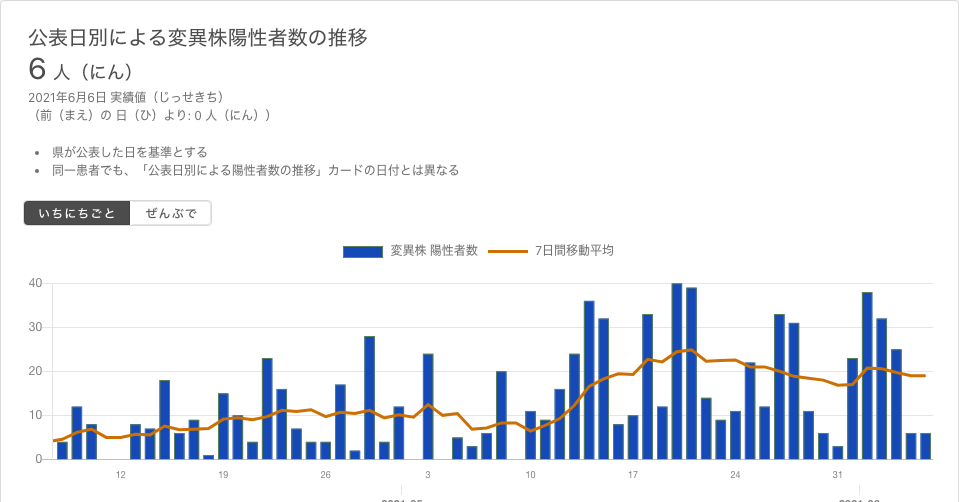 公表日別による変異株陽性者数の推移
6 人（にん）
2021年6月6日 実績値（じっせきち）
（前（まえ）の 日（ひ）より: 0 人（にん））
• 県が公表した日を基準とする
• 同一患者でも、「公表日別による陽性者数の推移」カードの日付とは異なる
いちにちごと ぜんぶで
変異株 陽性者数 7日間移動平均
40
30
20
10
0
12 19 26 3 10 17 24 31